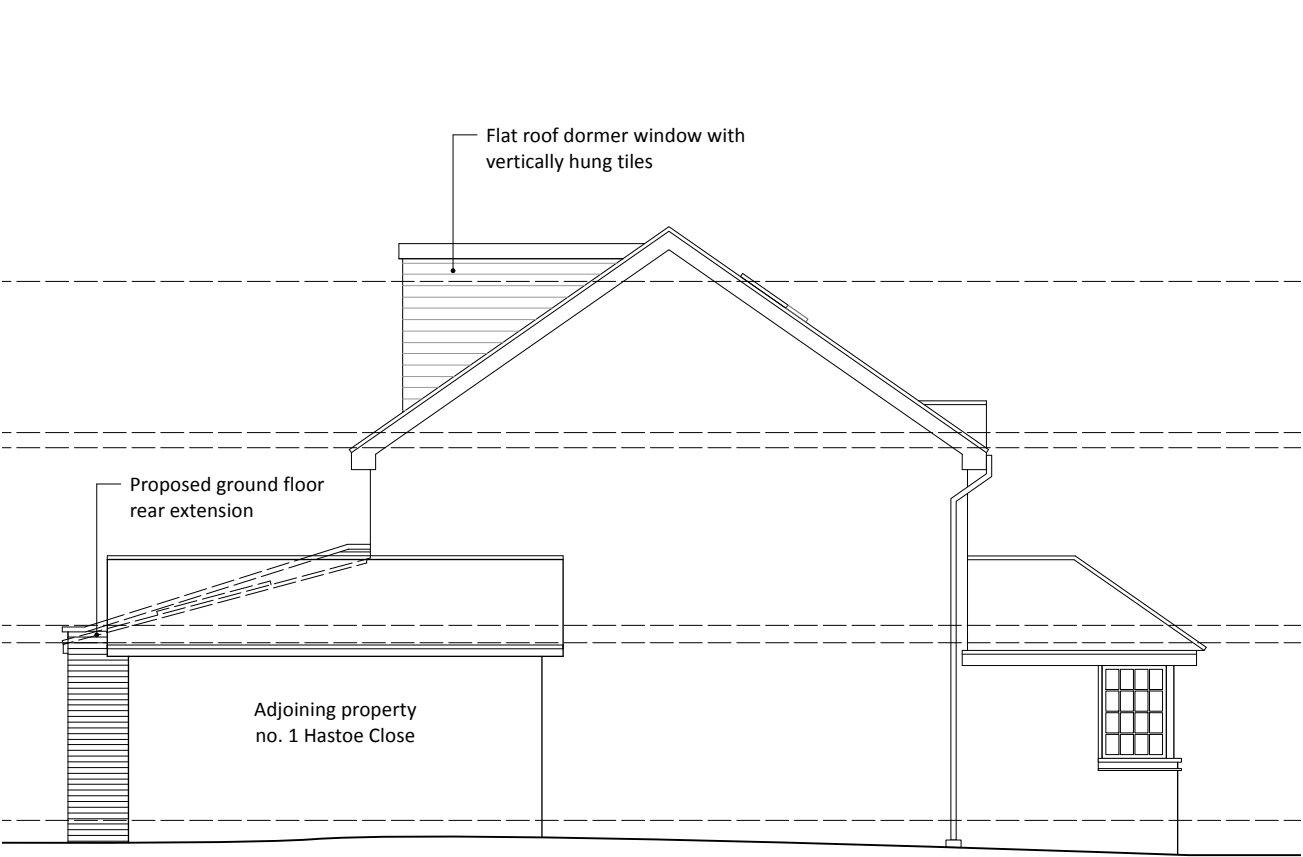 Flat roof dormer window with
vertically hung tiles
Proposed ground floor
rear extension
Adjoining property
no. 1 Hastoe Close